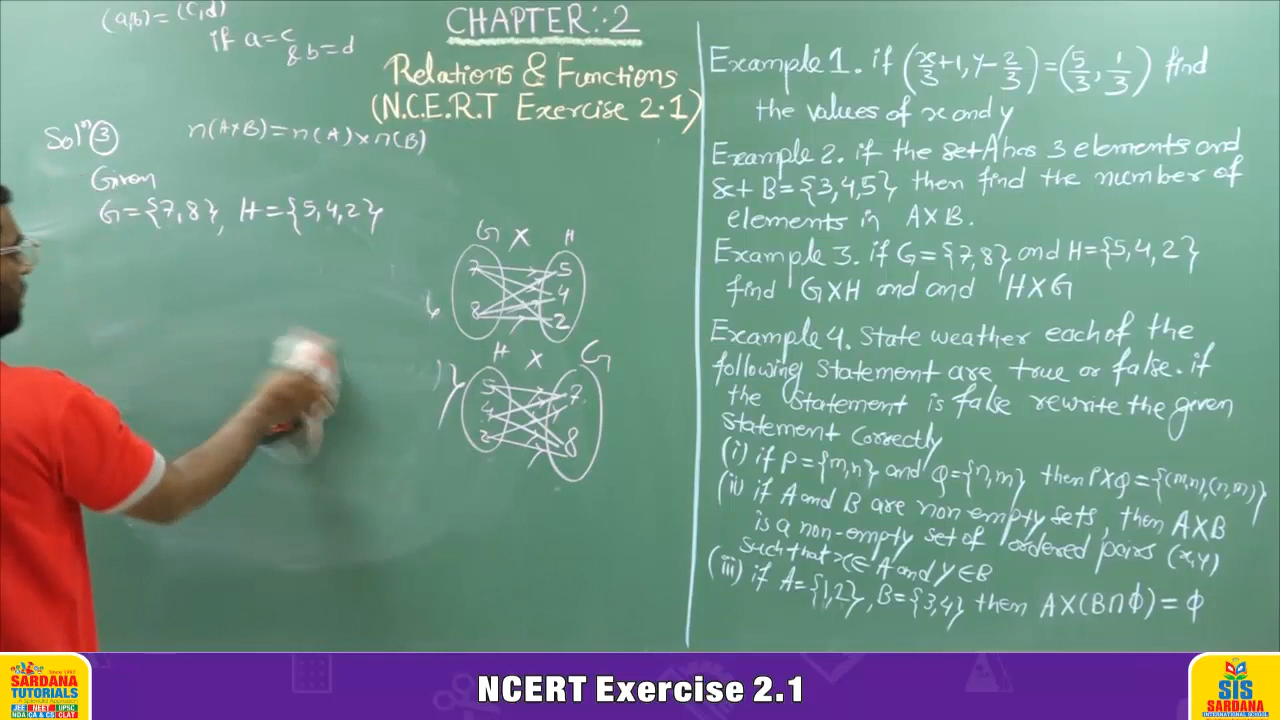 (a,b) = (c,d)
if a=c
& b=d
CHAPTER:-2
Relations & Functions
(N.C.E.R.T Exercise 2.1)
Solⁿ ③
n(A×B) = n(A) × n(B)
Given
G={7,8}, H={5,4,2}
G × H
7 5
4
8 2
H × G
5 7
4
2 8
Example 1. if (x/3+1, y-2/3) = (5/3, 1/3) find
the values of x and y
Example 2. if the set A has 3 elements and
set B={3,4,5} then find the number of
elements in A×B.
Example 3. if G={7,8} and H={5,4,2}
find G×H and and H×G
Example 4. State weather each of the
following statement are true or false. if
the statement is false rewrite the given
statement correctly
(i) if P={m,n} and Q={n,m} then P×Q={(m,n),(n,m)}
(ii) if A and B are non empty sets, then A×B
is a non-empty set of ordered pairs (x,y)
such that x∈A and y∈B
(iii) if A={1,2}, B={3,4} then A×(B∩ϕ)=ϕ
Since 1987
SARDANA
TUTORIALS
A Splendid Approach
JEE NEET UPSC
NDA CA & CS CLAT
NCERT Exercise 2.1
SIS
SARDANA
INTERNATIONAL SCHOOL